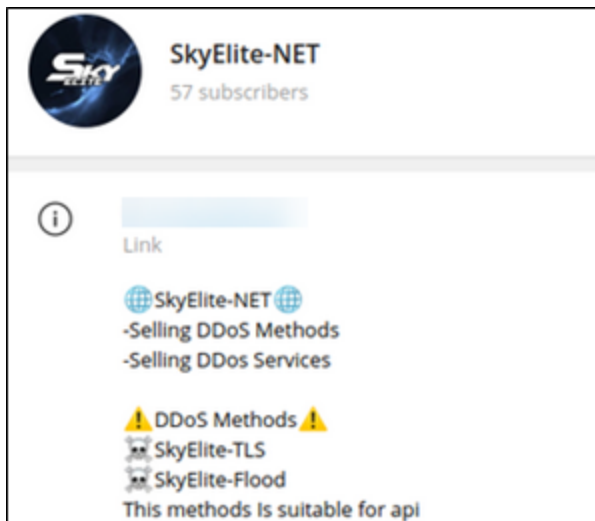 SKY
ELITE
SkyElite-NET
57 subscribers
Link
🌐SkyElite-NET🌐
-Selling DDoS Methods
-Selling DDos Services
⚠️DDoS Methods⚠️
☠️SkyElite-TLS
☠️SkyElite-Flood
This methods Is suitable for api